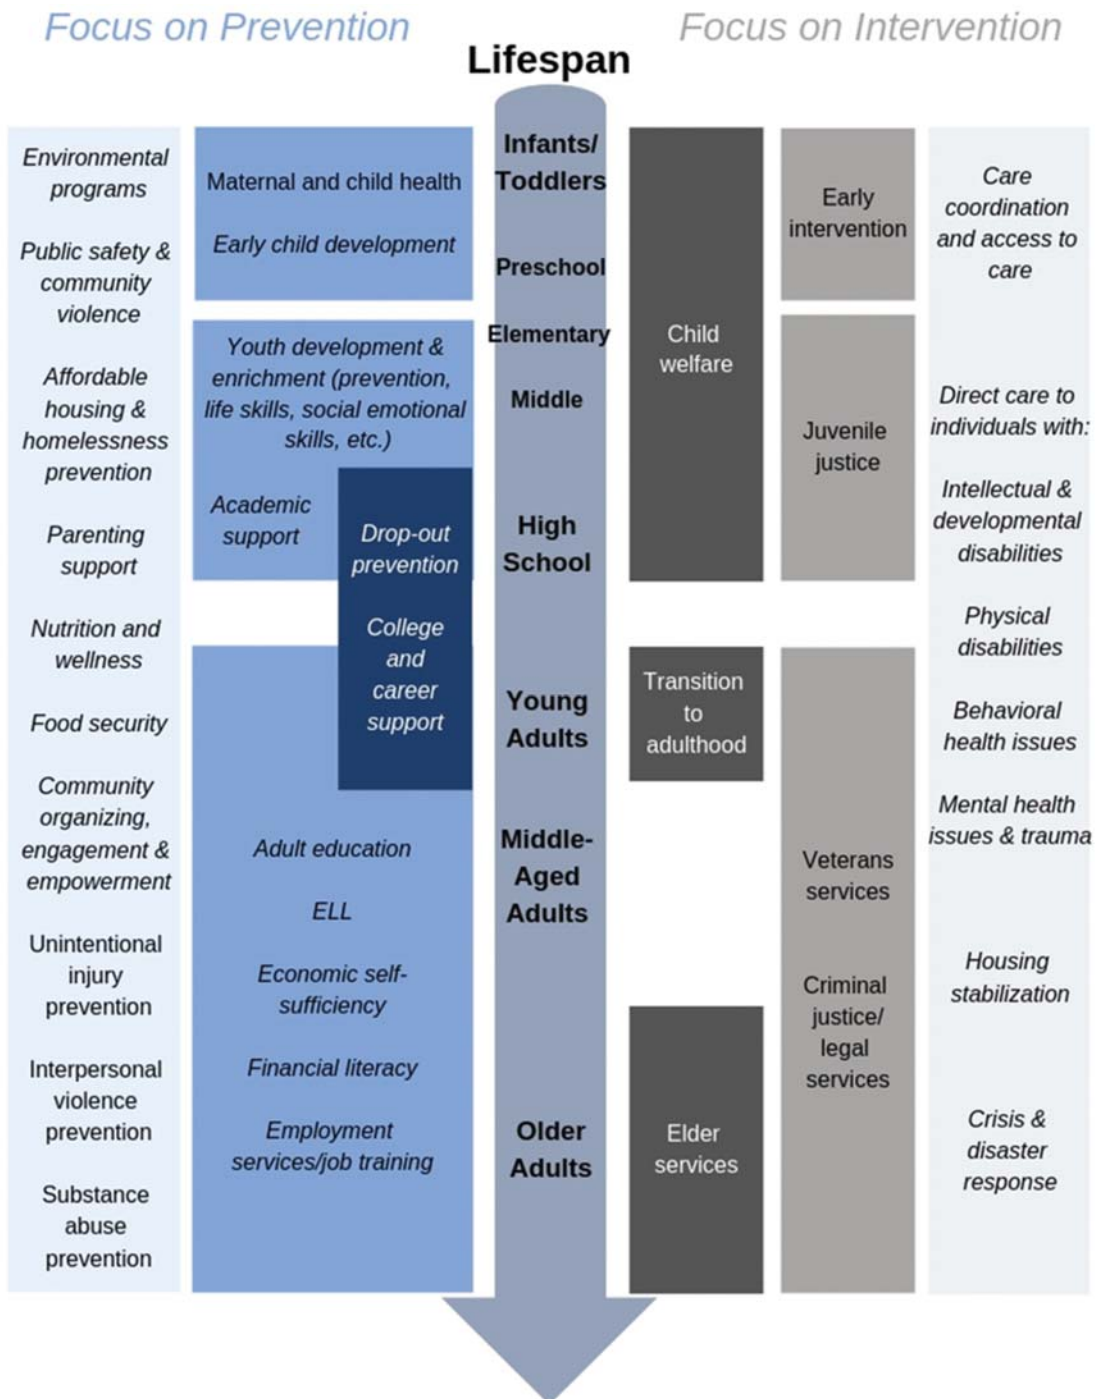 Focus on Prevention
Focus on Intervention
Lifespan
Environmental
programs
Public safety &
community
violence
Affordable
housing &
homelessness
prevention
Parenting
support
Nutrition and
wellness
Food security
Community
organizing,
engagement &
empowerment
Unintentional
injury
prevention
Interpersonal
violence
prevention
Substance
abuse
prevention
Maternal and child health
Early child development
Youth development &
enrichment (prevention,
life skills, social emotional
skills, etc.)
Academic
support
Drop-out
prevention
College
and
career
support
Adult education
ELL
Economic self-
sufficiency
Financial literacy
Employment
services/job training
Infants/
Toddlers
Preschool
Elementary
Middle
High
School
Young
Adults
Middle-
Aged
Adults
Older
Adults
Child
welfare
Transition
to
adulthood
Elder
services
Early
intervention
Juvenile
justice
Veterans
services
Criminal
justice/
legal
services
Care
coordination
and access to
care
Direct care to
individuals with:
Intellectual &
developmental
disabilities
Physical
disabilities
Behavioral
health issues
Mental health
issues & trauma
Housing
stabilization
Crisis &
disaster
response